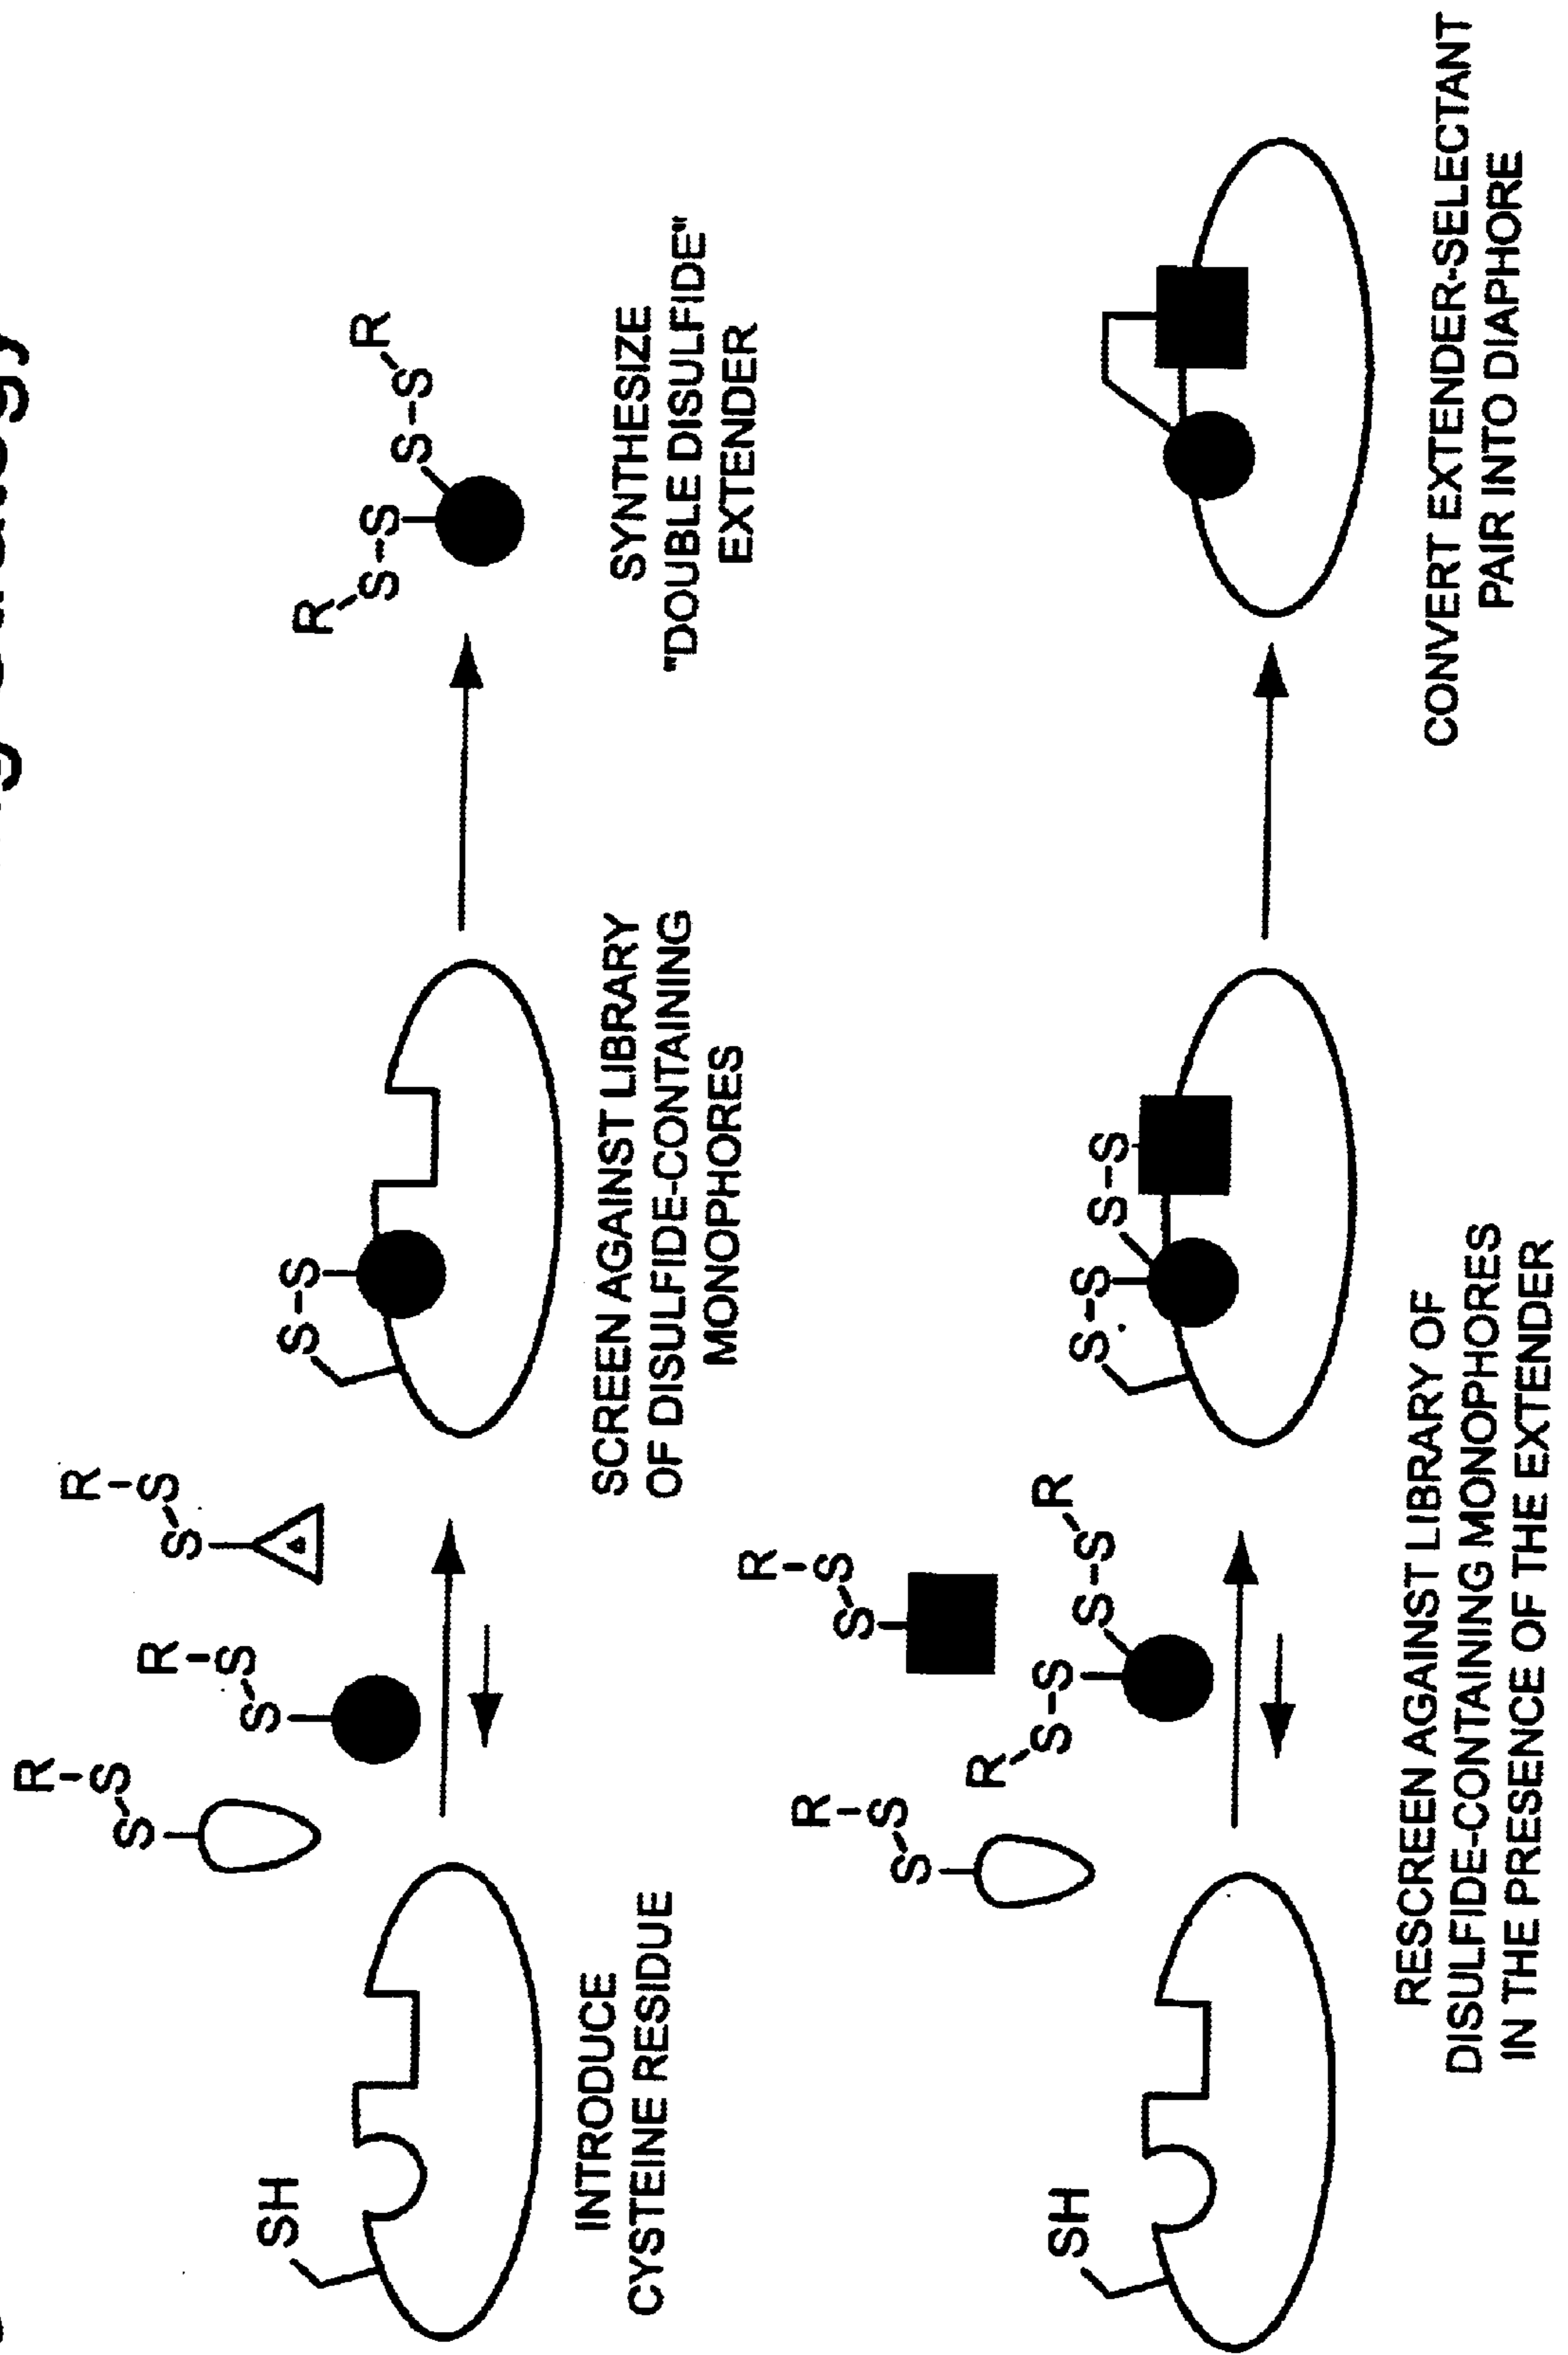 SH
INTRODUCE
CYSTEINE RESIDUE
R-S
S
R-S
S
R-S
S
S-S
SCREEN AGAINST LIBRARY
OF DISULFIDE-CONTAINING
MONOPHORES
R-S-S
S-S-R
SYNTHESIZE
"DOUBLE DISULFIDE"
EXTENDER
SH
R-S
S
R-S-S
S-S-R
R-S
S
RESCREEN AGAINST LIBRARY OF
DISULFIDE-CONTAINING MONOPHORES
IN THE PRESENCE OF THE EXTENDER
S-S
S-S
CONVERT EXTENDER-SELECTANT
PAIR INTO DIAPHORE